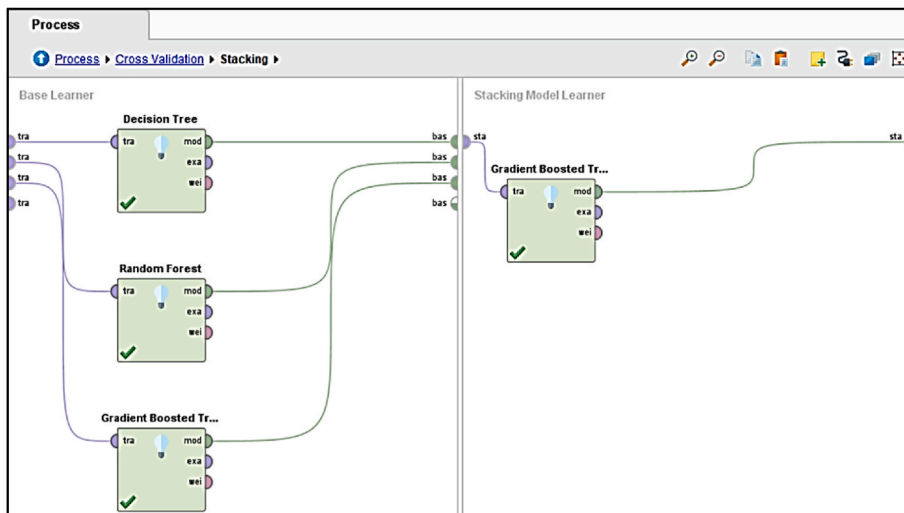 Process
Process ▸ Cross Validation ▸ Stacking ▸
Base Learner
Stacking Model Learner
tra
tra
tra
tra
Decision Tree
tra
mod
exa
wei
Random Forest
tra
mod
exa
wei
Gradient Boosted Tr...
tra
mod
exa
wei
bas
bas
bas
bas
sta
Gradient Boosted Tr...
tra
mod
exa
wei
sta